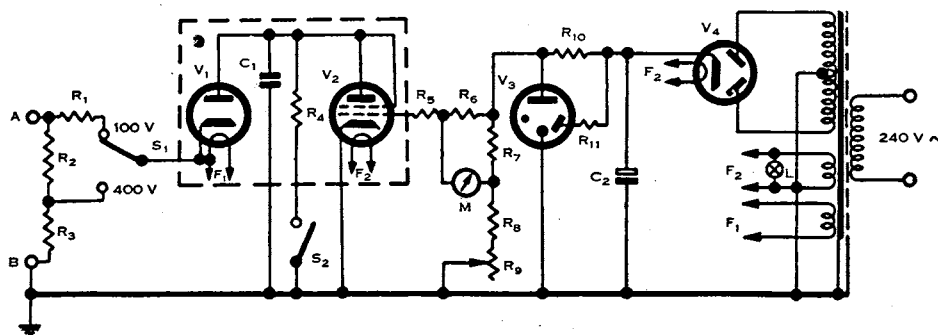 A
R1
100 V
S1
R2
400 V
R3
B
V1
C1
F1
R4
S2
V2
F2
R5
R6
M
R7
R8
R9
V3
R10
R11
C2
V4
F2
F2
L
F1
240 V ~